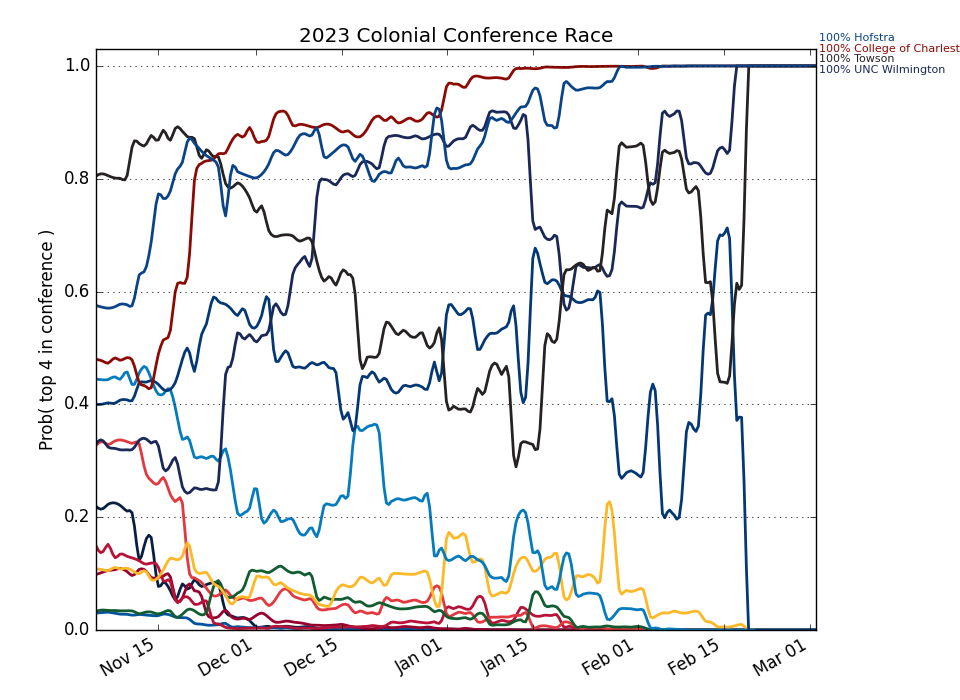 2023 Colonial Conference Race
100% Hofstra
100% College of Charlest
100% Towson
100% UNC Wilmington
Prob( top 4 in conference )
1.0
0.8
0.6
0.4
0.2
0.0
Nov 15
Dec 01
Dec 15
Jan 01
Jan 15
Feb 01
Feb 15
Mar 01